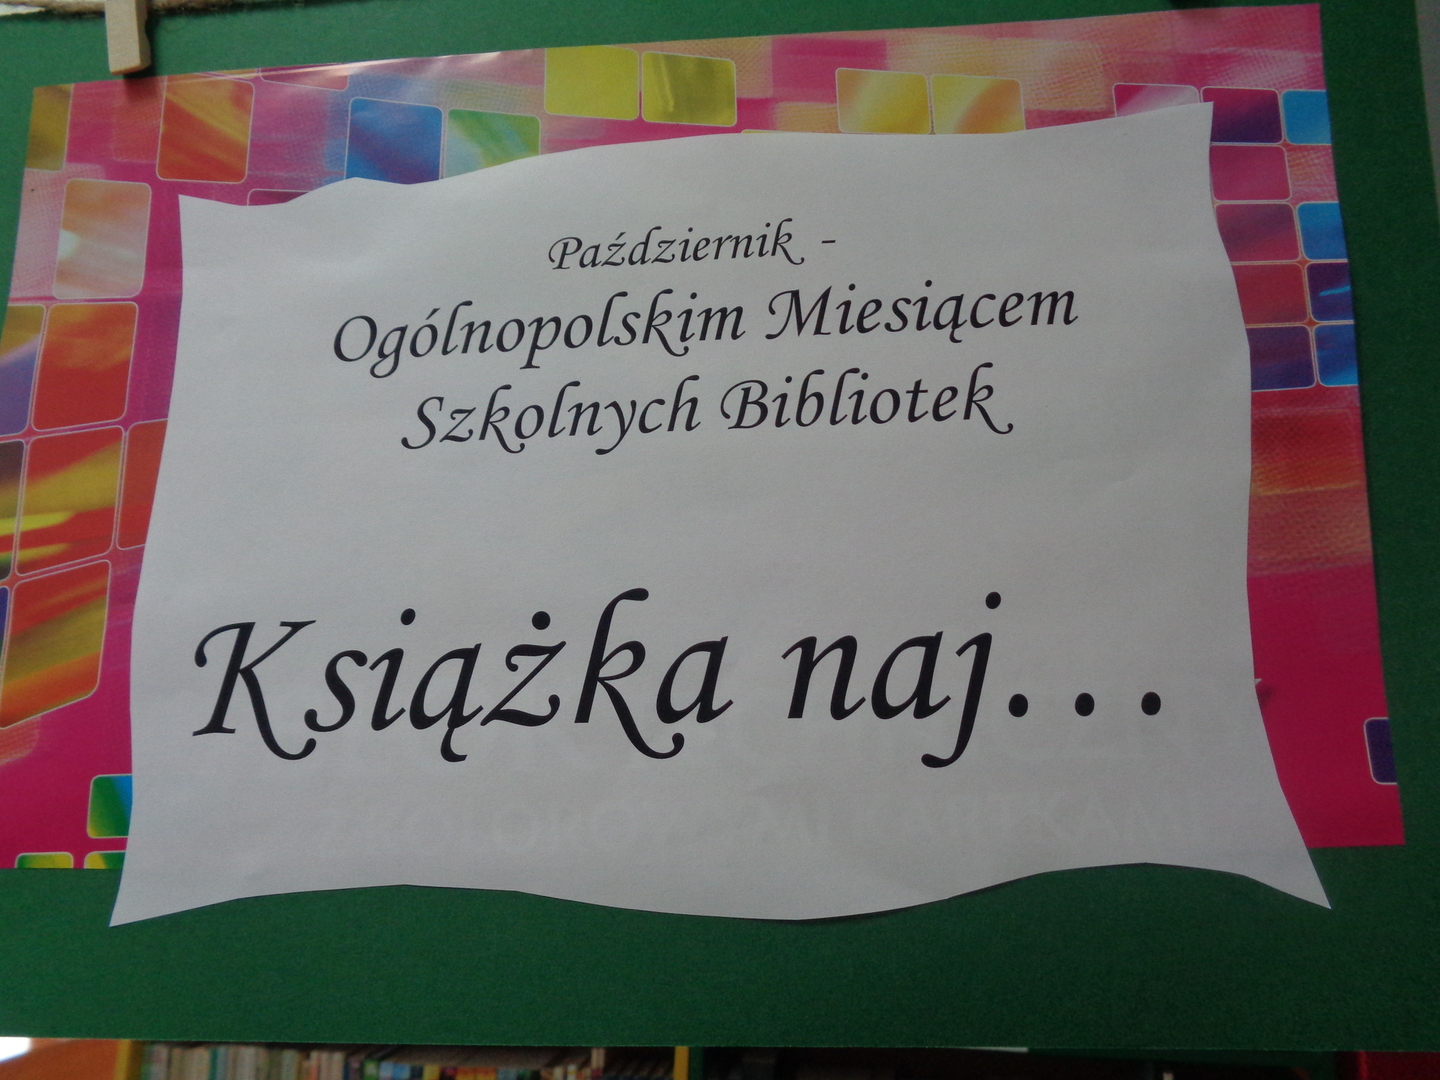 Październik -
Ogólnopolskim Miesiącem
Szkolnych Bibliotek
Książka naj...